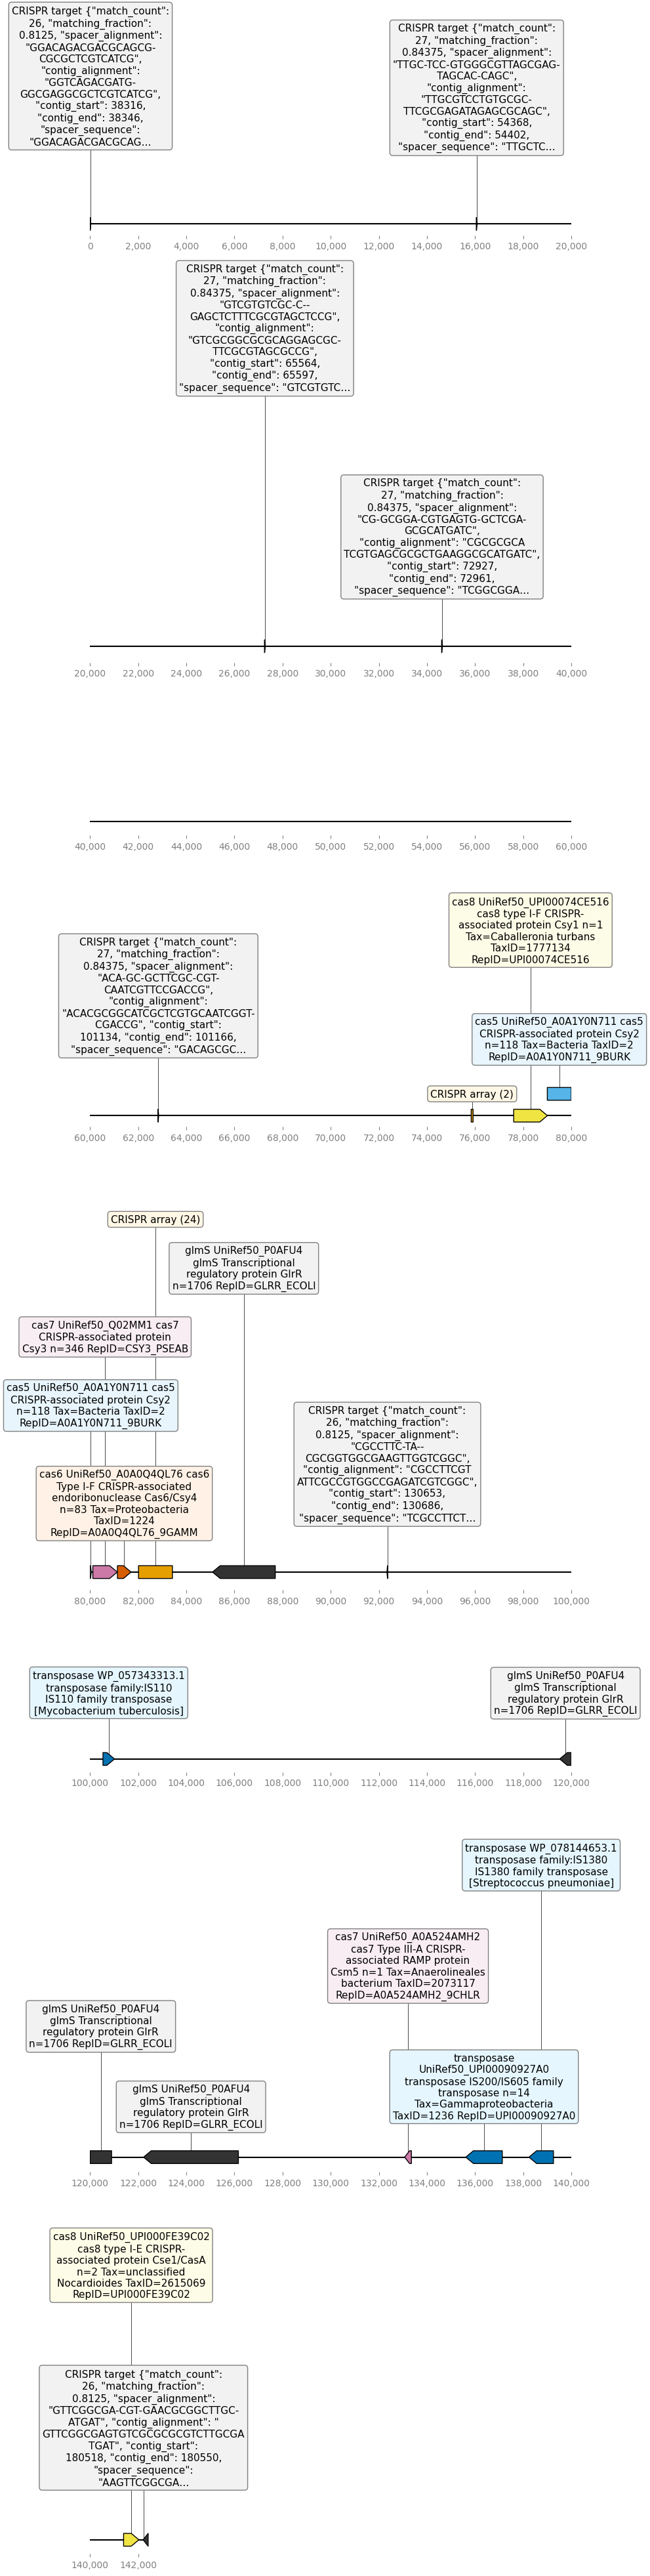 CRISPR target {"match_count":
26, "matching_fraction":
0.8125, "spacer_alignment":
"GGACAGACGACGCAGCG-
CGCGCTCGTCATCG",
"contig_alignment":
"GGTCAGACGATG-
GGCGAGGCGCTCGTCATCG",
"contig_start": 38316,
"contig_end": 38346,
"spacer_sequence":
"GGACAGACGACGCAG...
CRISPR target {"match_count":
27, "matching_fraction":
0.84375, "spacer_alignment":
"TTGC-TCC-GTGGGCGTTAGCGAG-
TAGCAC-CAGC",
"contig_alignment":
"TTGCGTCCTGTGCGC-
TTCGCGAGATAGAGCGCAGC",
"contig_start": 54368,
"contig_end": 54402,
"spacer_sequence": "TTGCTC...
0 2,000 4,000 6,000 8,000 10,000 12,000 14,000 16,000 18,000 20,000
CRISPR target {"match_count":
27, "matching_fraction":
0.84375, "spacer_alignment":
"GTCGTGTCGC-C--
GAGCTCTTTCGCGTAGCTCCG",
"contig_alignment":
"GTCGCGGCGCGCAGGAGCGC-
TTCGCGTAGCGCCG",
"contig_start": 65564,
"contig_end": 65597,
"spacer_sequence": "GTCGTGTC...
CRISPR target {"match_count":
27, "matching_fraction":
0.84375, "spacer_alignment":
"CG-GCGGA-CGTGAGTG-GCTCGA-
GCGCATGATC",
"contig_alignment": "CGCGCGCA
TCGTGAGCGCGCTGAAGGCGCATGATC",
"contig_start": 72927,
"contig_end": 72961,
"spacer_sequence": "TCGGCGGA...
20,000 22,000 24,000 26,000 28,000 30,000 32,000 34,000 36,000 38,000 40,000
40,000 42,000 44,000 46,000 48,000 50,000 52,000 54,000 56,000 58,000 60,000
cas8 UniRef50_UPI00074CE516
cas8 type I-F CRISPR-
associated protein Csy1 n=1
Tax=Caballeronia turbans
TaxID=1777134
RepID=UPI00074CE516
CRISPR target {"match_count":
27, "matching_fraction":
0.84375, "spacer_alignment":
"ACA-GC-GCTTCGC-CGT-
CAATCGTTCCGACCG",
"contig_alignment":
"ACACGCGGCATCGCTCGTGCAATCGGT-
CGACCG", "contig_start":
101134, "contig_end": 101166,
"spacer_sequence": "GACAGCGC...
cas5 UniRef50_A0A1Y0N711 cas5
CRISPR-associated protein Csy2
n=118 Tax=Bacteria TaxID=2
RepID=A0A1Y0N711_9BURK
CRISPR array (2)
60,000 62,000 64,000 66,000 68,000 70,000 72,000 74,000 76,000 78,000 80,000
CRISPR array (24)
glmS UniRef50_P0AFU4
glmS Transcriptional
regulatory protein GlrR
n=1706 RepID=GLRR_ECOLI
cas7 UniRef50_Q02MM1 cas7
CRISPR-associated protein
Csy3 n=346 RepID=CSY3_PSEAB
cas5 UniRef50_A0A1Y0N711 cas5
CRISPR-associated protein Csy2
n=118 Tax=Bacteria TaxID=2
RepID=A0A1Y0N711_9BURK
CRISPR target {"match_count":
26, "matching_fraction":
0.8125, "spacer_alignment":
"CGCCTTC-TA--
CGCGGTGGCGAAGTTGGTCGGC",
"contig_alignment": "CGCCTTCGT
ATTCGCCGTGGCCGAGATCGTCGGC",
"contig_start": 130653,
"contig_end": 130686,
"spacer_sequence": "TCGCCTTCT...
cas6 UniRef50_A0A0Q4QL76 cas6
Type I-F CRISPR-associated
endoribonuclease Cas6/Csy4
n=83 Tax=Proteobacteria
TaxID=1224
RepID=A0A0Q4QL76_9GAMM
80,000 82,000 84,000 86,000 88,000 90,000 92,000 94,000 96,000 98,000 100,000
transposase WP_057343313.1
transposase family:IS110
IS110 family transposase
[Mycobacterium tuberculosis]
glmS UniRef50_P0AFU4
glmS Transcriptional
regulatory protein GlrR
n=1706 RepID=GLRR_ECOLI
100,000 102,000 104,000 106,000 108,000 110,000 112,000 114,000 116,000 118,000 120,000
transposase WP_078144653.1
transposase family:IS1380
IS1380 family transposase
[Streptococcus pneumoniae]
cas7 UniRef50_A0A524AMH2
cas7 Type III-A CRISPR-
associated RAMP protein
Csm5 n=1 Tax=Anaerolineales
bacterium TaxID=2073117
RepID=A0A524AMH2_9CHLR
glmS UniRef50_P0AFU4
glmS Transcriptional
regulatory protein GlrR
n=1706 RepID=GLRR_ECOLI
transposase
UniRef50_UPI00090927A0
transposase IS200/IS605 family
transposase n=14
Tax=Gammaproteobacteria
TaxID=1236 RepID=UPI00090927A0
glmS UniRef50_P0AFU4
glmS Transcriptional
regulatory protein GlrR
n=1706 RepID=GLRR_ECOLI
120,000 122,000 124,000 126,000 128,000 130,000 132,000 134,000 136,000 138,000 140,000
cas8 UniRef50_UPI000FE39C02
cas8 type I-E CRISPR-
associated protein Cse1/CasA
n=2 Tax=unclassified
Nocardioides TaxID=2615069
RepID=UPI000FE39C02
CRISPR target {"match_count":
26, "matching_fraction":
0.8125, "spacer_alignment":
"GTTCGGCGA-CGT-GAACGCGGCTTGC-
ATGAT", "contig_alignment": "
GTTCGGCGAGTGTCGCGCGCGTCTTGCGA
TGAT", "contig_start":
180518, "contig_end": 180550,
"spacer_sequence":
"AAGTTCGGCGA...
140,000 142,000